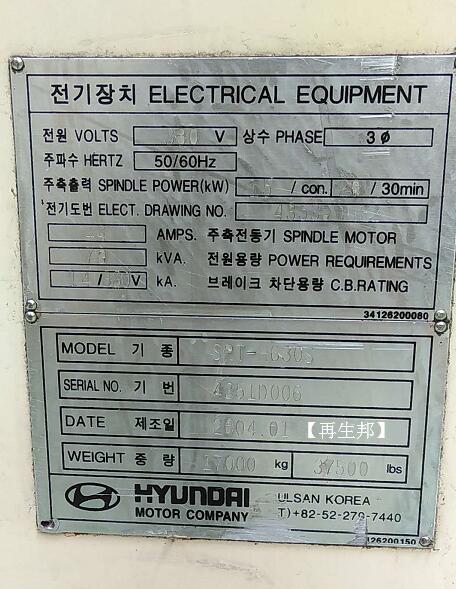 전기장치 ELECTRICAL EQUIPMENT
전원 VOLTS V 상수 PHASE 3Ø
주파수 HERTZ 50/60Hz
주축출력 SPINDLE POWER(kW) / con. / 30min
전기도번 ELECT. DRAWING NO.
AMPS. 주축전동기 SPINDLE MOTOR
kVA. 전원용량 POWER REQUIREMENTS
kA. 브레이크 차단용량 C.B.RATING
34126200080
MODEL 기종
SERIAL NO. 기번 4351D006
DATE 제조일 2004.01 【再生邦】
WEIGHT 중량 17000 kg 37500 lbs
HYUNDAI ULSAN KOREA
MOTOR COMPANY T)+82-52-279-7440